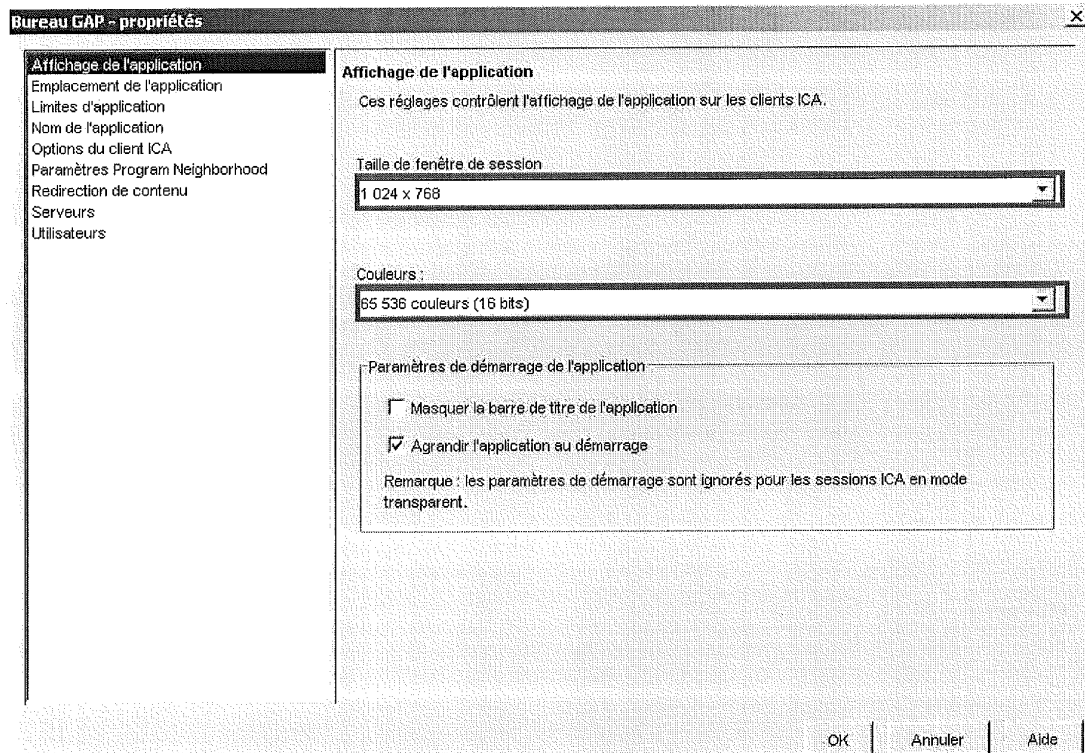 Bureau GAP - propriétés
Affichage de l'application
Emplacement de l'application
Limites d'application
Nom de l'application
Options du client ICA
Paramètres Program Neighborhood
Redirection de contenu
Serveurs
Utilisateurs
Affichage de l'application
Ces réglages contrôlent l'affichage de l'application sur les clients ICA.
Taille de fenêtre de session
1 024 x 768
Couleurs :
65 536 couleurs (16 bits)
Paramètres de démarrage de l'application
Masquer la barre de titre de l'application
Agrandir l'application au démarrage
Remarque : les paramètres de démarrage sont ignorés pour les sessions ICA en mode
transparent.
OK Annuler Aide